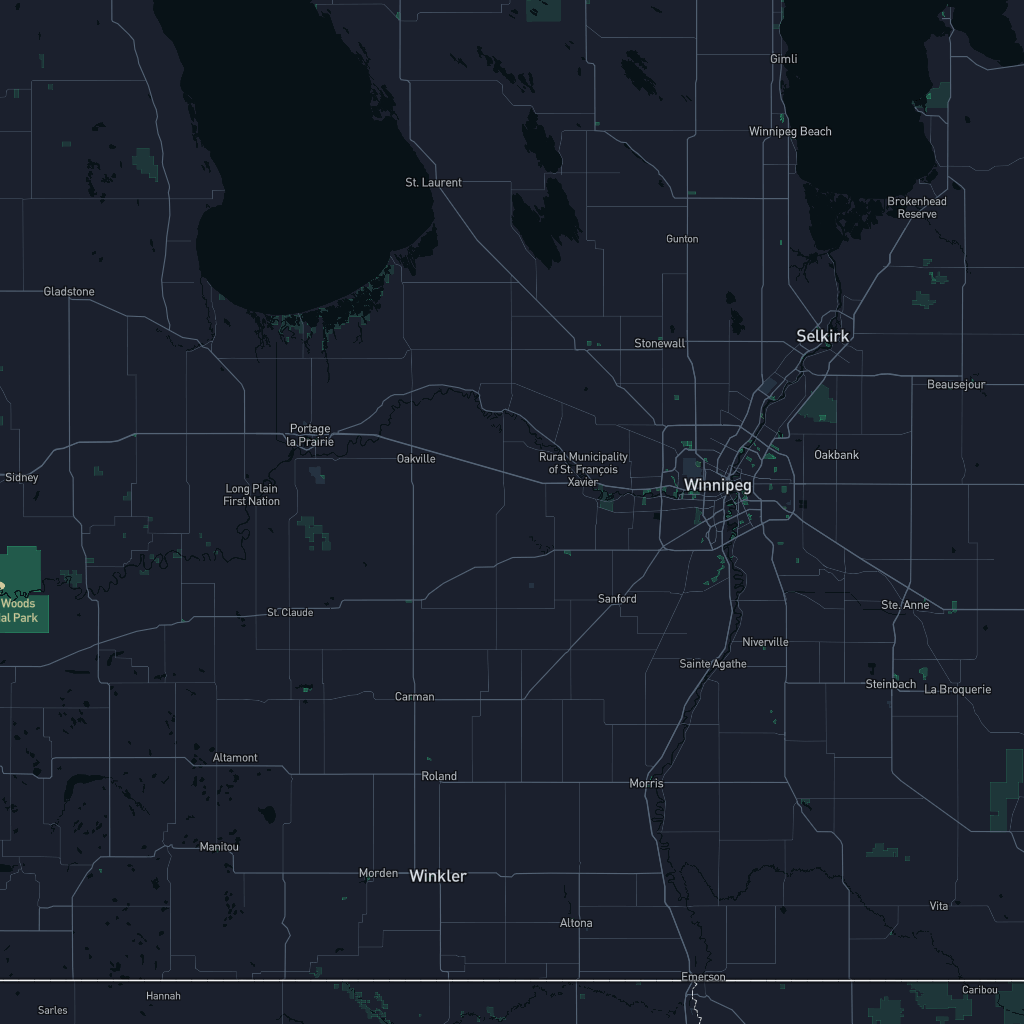 Gimli
Winnipeg Beach
St. Laurent
Brokenhead
Reserve
Gunton
Gladstone
Selkirk
Stonewall
Beausejour
Portage
la Prairie
Oakville
Rural Municipality
of St. François
Xavier
Oakbank
Sidney
Winnipeg
Long Plain
First Nation
Woods
al Park
St. Claude
Sanford
Ste. Anne
Niverville
Sainte Agathe
Steinbach
La Broquerie
Carman
Altamont
Roland
Morris
Manitou
Morden
Winkler
Vita
Altona
Emerson
Caribou
Hannah
Sarles